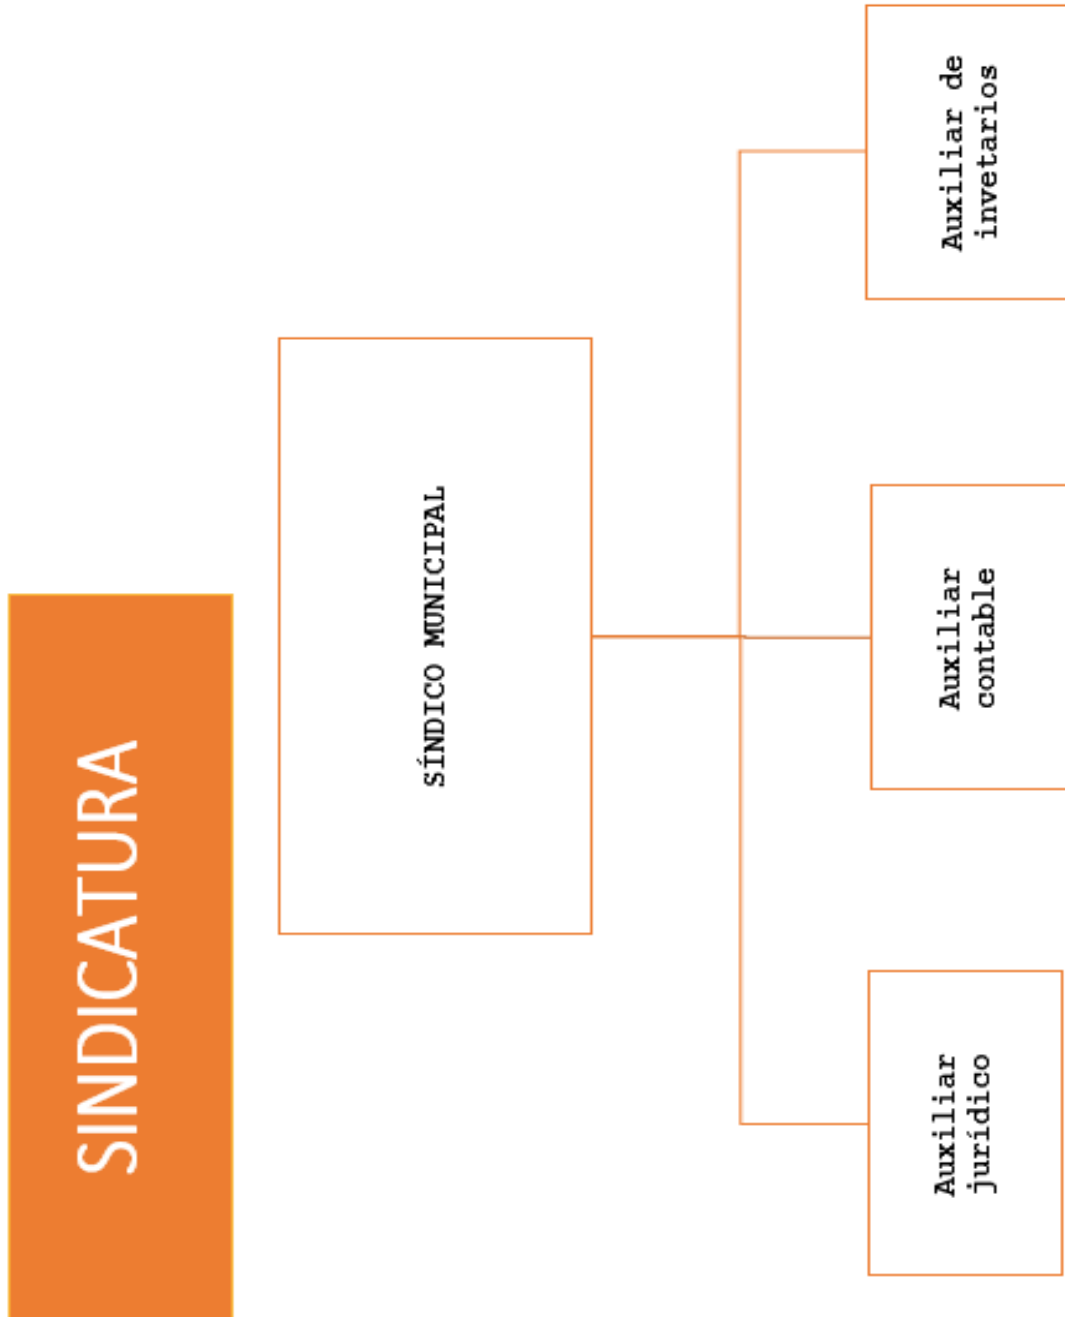 SINDICATURA
SÍNDICO MUNICIPAL
Auxiliar
jurídico
Auxiliar
contable
Auxiliar de
invetarios